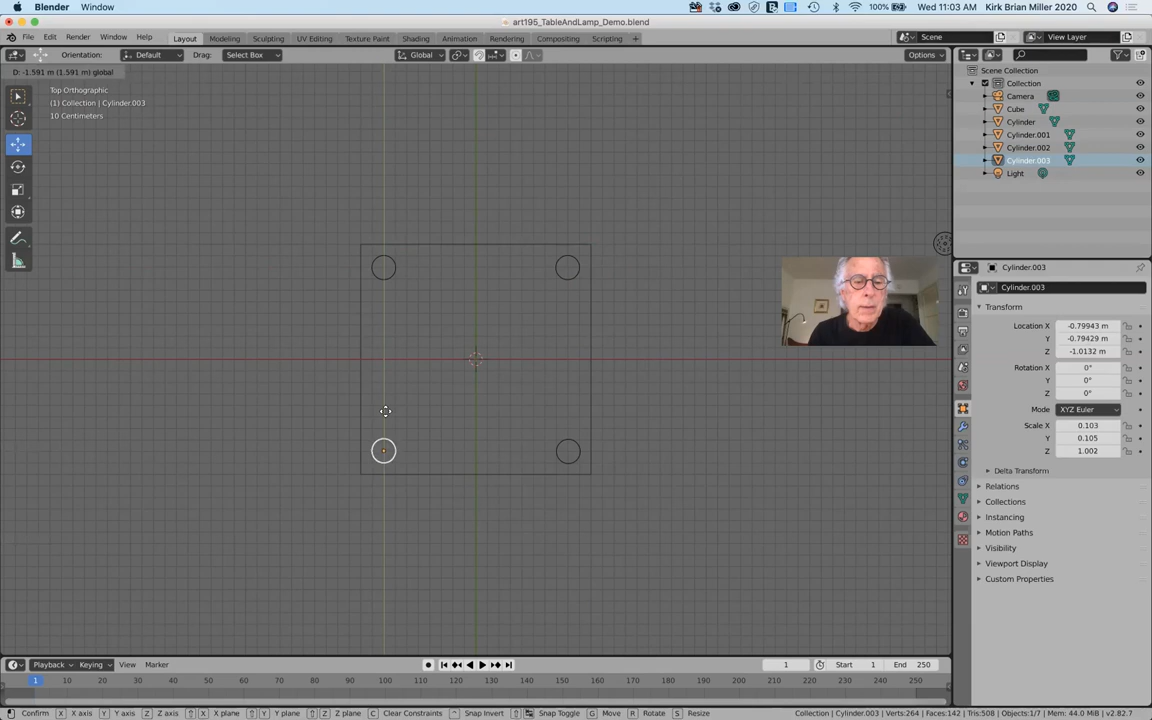 Blender Window 100% Wed 11:03 AM Kirk Brian Miller 2020
art195_TableAndLamp_Demo.blend
File Edit Render Window Help Layout Modeling Sculpting UV Editing Texture Paint Shading Animation Rendering Compositing Scripting + Scene View Layer
Orientation: Default Drag: Select Box Global Options
D: -1.591 m (1.591 m) global
Top Orthographic
(1) Collection | Cylinder.003
10 Centimeters
Scene Collection
Collection
Camera
Cube
Cylinder
Cylinder.001
Cylinder.002
Cylinder.003
Light
Cylinder.003
Cylinder.003
Transform
Location X -0.79943 m
Y -0.79429 m
Z -1.0132 m
Rotation X 0°
Y 0°
Z 0°
Mode XYZ Euler
Scale X 0.103
Y 0.105
Z 1.002
Delta Transform
Relations
Collections
Instancing
Motion Paths
Visibility
Viewport Display
Custom Properties
Playback Keying View Marker 1 Start 1 End 250
1 10 20 30 40 50 60 70 80 90 100 110 120 130 140 150 160 170 180 190 200 210 220 230 240 250
Confirm X X axis Y Y axis Z Z axis X X plane Y Y plane Z Z plane C Clear Constraints Snap Invert Snap Toggle G Move R Rotate S Resize Collection | Cylinder.003 | Verts:264 | Faces:142 | Tris:508 | Objects:1/7 | Mem: 44.0 MB | v2.82.7